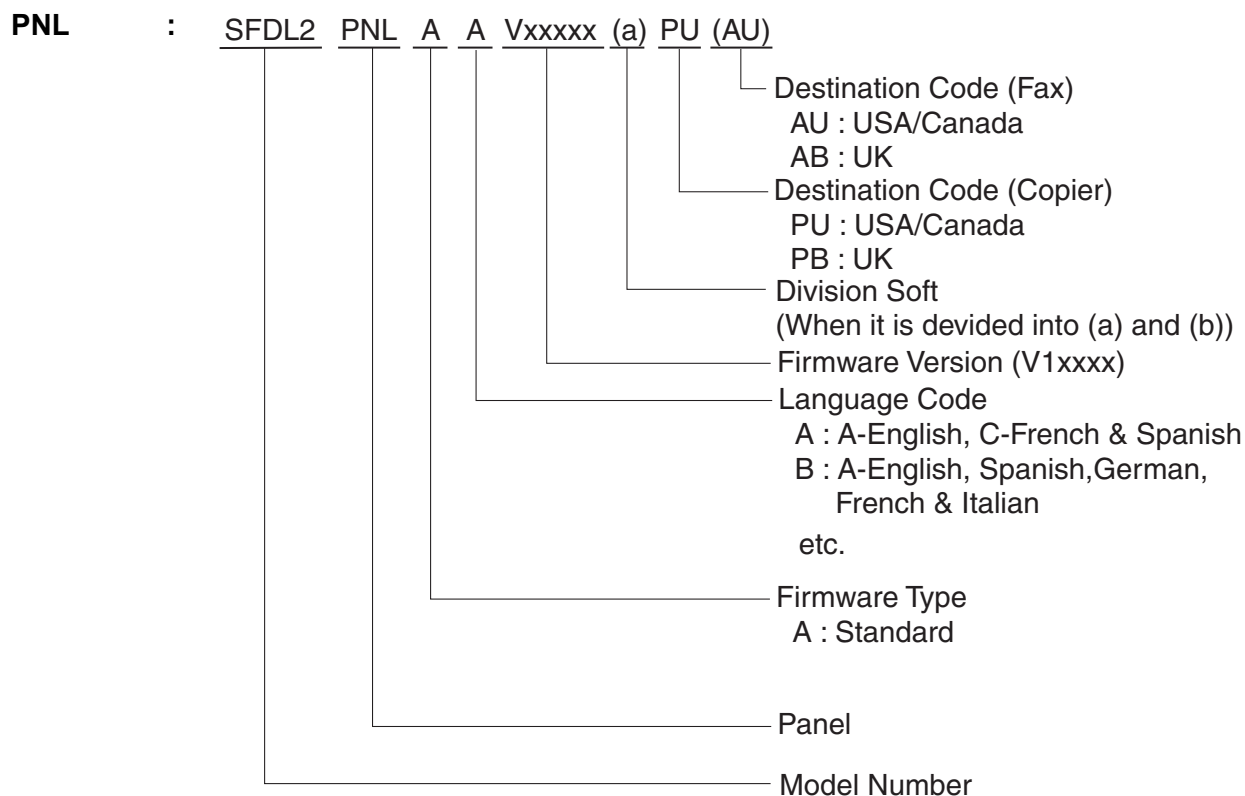 PNL : SFDL2 PNL A A Vxxxxx (a) PU (AU)
Destination Code (Fax)
AU : USA/Canada
AB : UK
Destination Code (Copier)
PU : USA/Canada
PB : UK
Division Soft
(When it is devided into (a) and (b))
Firmware Version (V1xxxx)
Language Code
A : A-English, C-French & Spanish
B : A-English, Spanish,German,
French & Italian
etc.
Firmware Type
A : Standard
Panel
Model Number